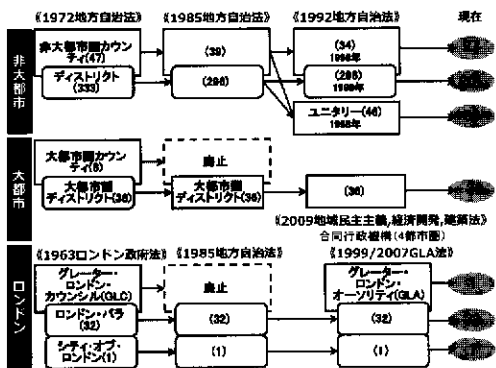 《1972地方自治法》 《1985地方自治法》 《1992地方自治法》 現在
非大都市
非大都市圏カウン
ティ(47)
(39)
(34)
1998年
ディストリクト
(333)
(296)
1998年
ユニタリー(46)
1998年
大都市
大都市圏カウン
ティ(6)
廃止
大都市圏
ディストリクト(36)
大都市圏
ディストリクト(36)
(36)
《2009地域民主主義,経済開発,建築法》
合同行政機構(4都市圏)
ロンドン
《1963ロンドン政府法》 《1985地方自治法》 《1999/2007GLA法》
グレーター・
ロンドン・
カウンシル(GLC)
廃止
グレーター・
ロンドン・
オーソリティ(GLA)
ロンドン・バラ
(32)
(32)
(32)
シティ・オブ・
ロンドン(1)
(1)
(1)